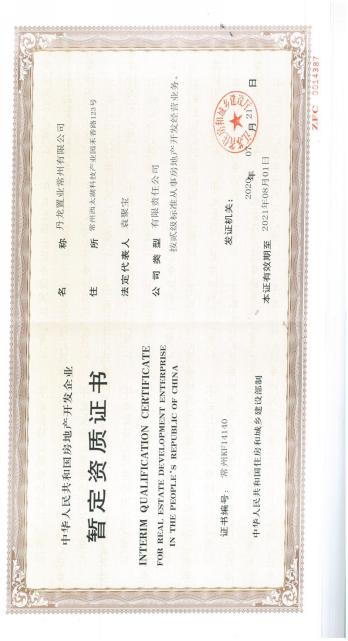 中华人民共和国房地产开发企业
暂定资质证书
INTERIM QUALIFICATION CERTIFICATE
FOR REAL ESTATE DEVELOPMENT ENTERPRISE
IN THE PEOPLE'S REPUBLIC OF CHINA
证书编号: 常州KF14140
中华人民共和国住房和城乡建设部制
名 称 丹龙置业常州有限公司
住 所 常州西太湖科技产业园禾香路123号
法定代表人 袁聚宝
公司类型 有限责任公司
按贰级标准从事房地产开发经营业务。
发证机关:
2020年 07月 21日
本证有效期至 2021年08月01日
ZFC 0014387